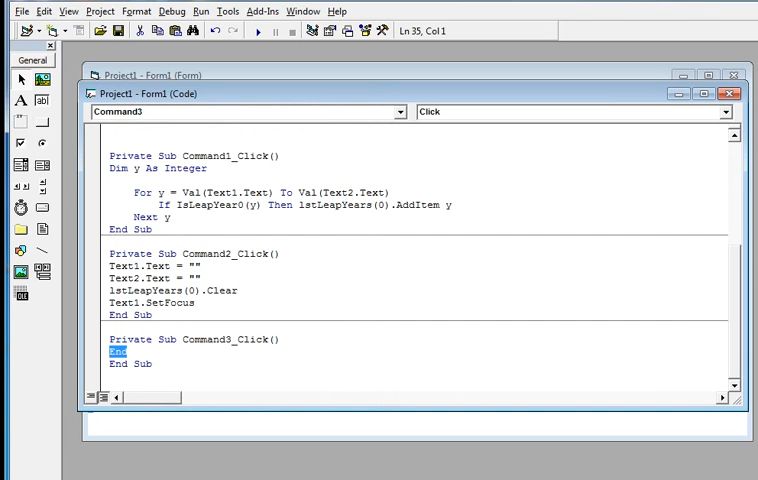 File Edit View Project Format Debug Run Tools Add-Ins Window Help
Ln 35, Col 1
General
Project1 - Form1 (Form)
Project1 - Form1 (Code)
Command3 Click
A ab|
Private Sub Command1_Click()
Dim y As Integer
For y = Val(Text1.Text) To Val(Text2.Text)
If IsLeapYear0(y) Then lstLeapYears(0).AddItem y
Next y
End Sub
Private Sub Command2_Click()
Text1.Text = ""
Text2.Text = ""
lstLeapYears(0).Clear
Text1.SetFocus
End Sub
Private Sub Command3_Click()
End
End Sub
OLE